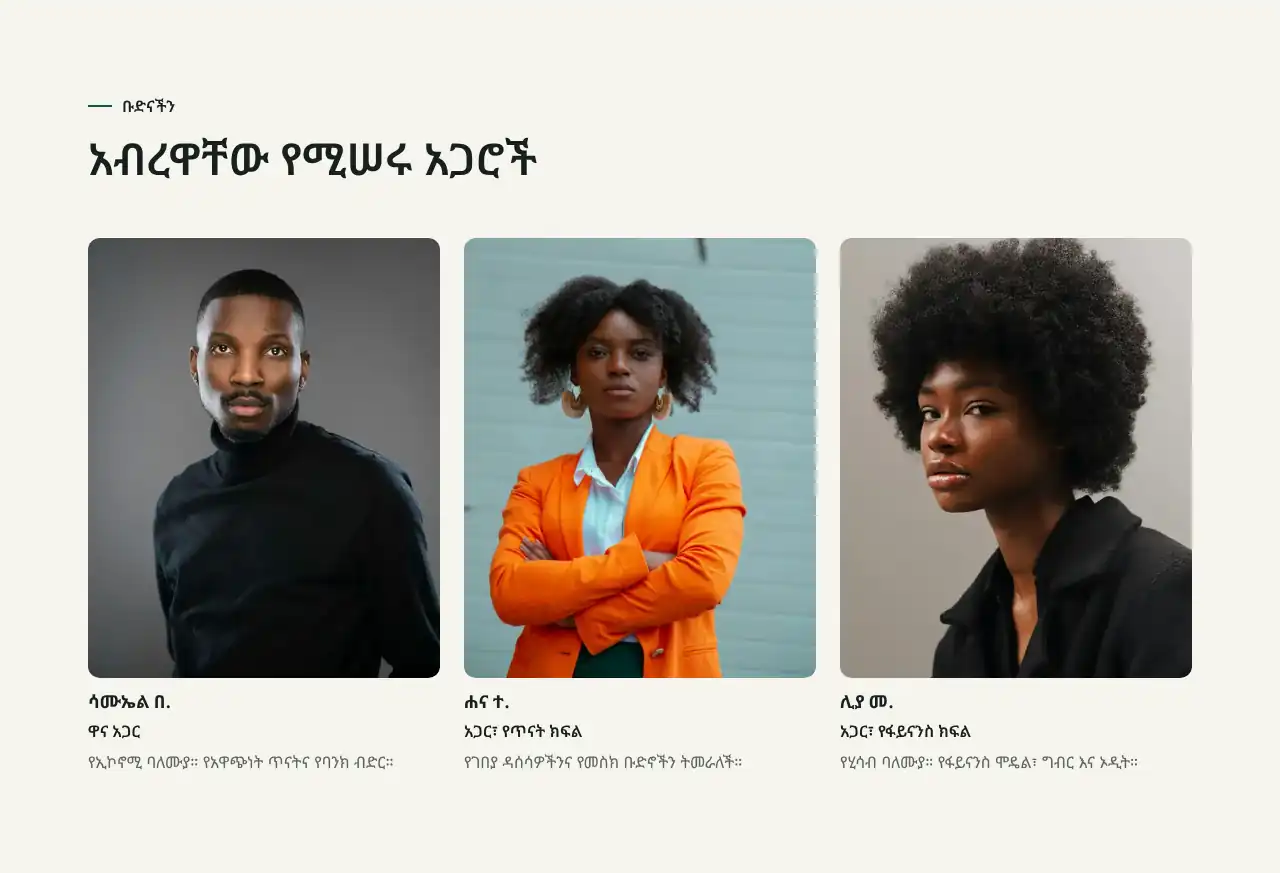 ቡድናችን
አብረዋቸው የሚሠሩ አጋሮች
ሳሙኤል በ.
ዋና አጋር
የኢኮኖሚ ባለሙያ። የአዋጭነት ጥናትና የባንክ ብድር።
ሐና ተ.
አጋር፣ የጥናት ክፍል
የገበያ ዳሰሳዎችንና የመስክ ቡድኖችን ትመራለች።
ሊያ መ.
አጋር፣ የፋይናንስ ክፍል
የሂሳብ ባለሙያ። የፋይናንስ ሞዴል፣ ግብር እና ኦዲት።